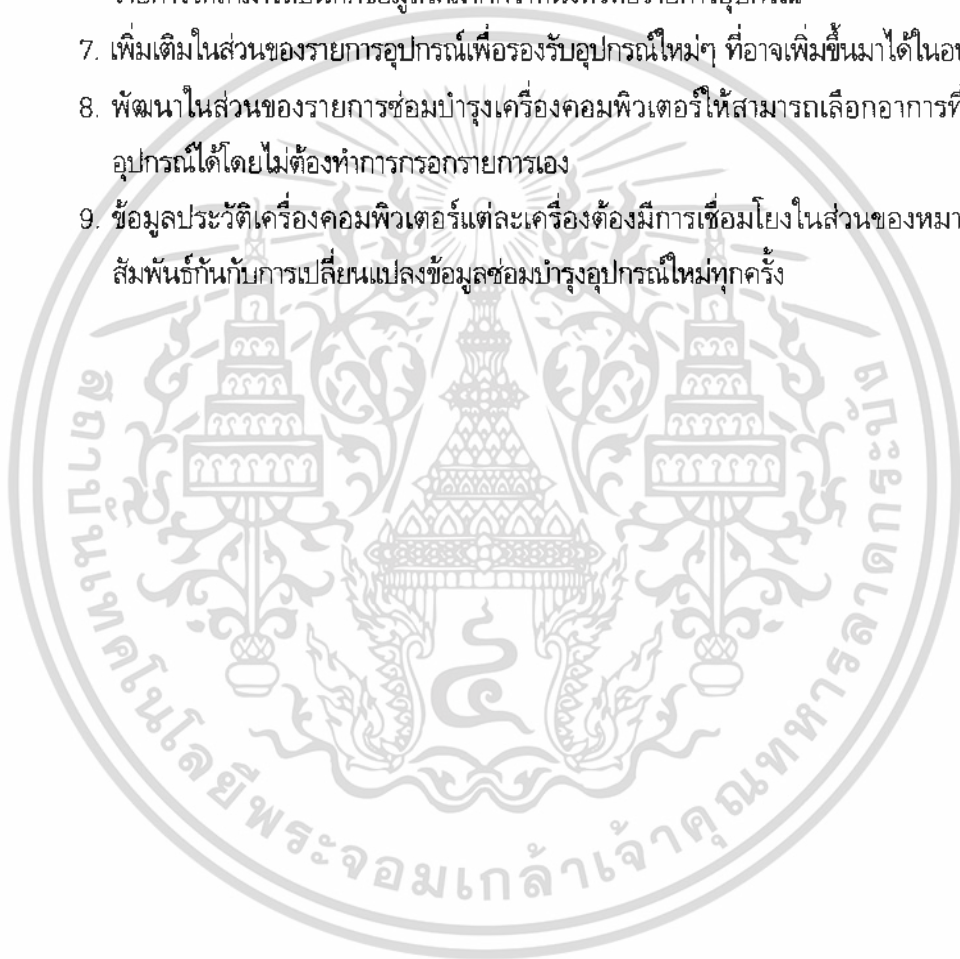 7. เพิ่มเติมในส่วนของรายการอุปกรณ์เพื่อรองรับอุปกรณ์ใหม่ๆ ที่อาจเพิ่มขึ้นมาได้ในอน
8. พัฒนาในส่วนของรายการซ่อมบำรุงเครื่องคอมพิวเตอร์ให้สามารถเลือกอาการที่
อุปกรณ์ได้โดยไม่ต้องทำการกรอกรายการเอง
9. ข้อมูลประวัติเครื่องคอมพิวเตอร์แต่ละเครื่องต้องมีการเชื่อมโยงในส่วนของหมา
สัมพันธ์กันกับการเปลี่ยนแปลงข้อมูลซ่อมบำรุงอุปกรณ์ใหม่ทุกครั้ง
สถาบันเทคโนโลยีพระจอมเกล้าเจ้าคุณทหารลาดกระบัง